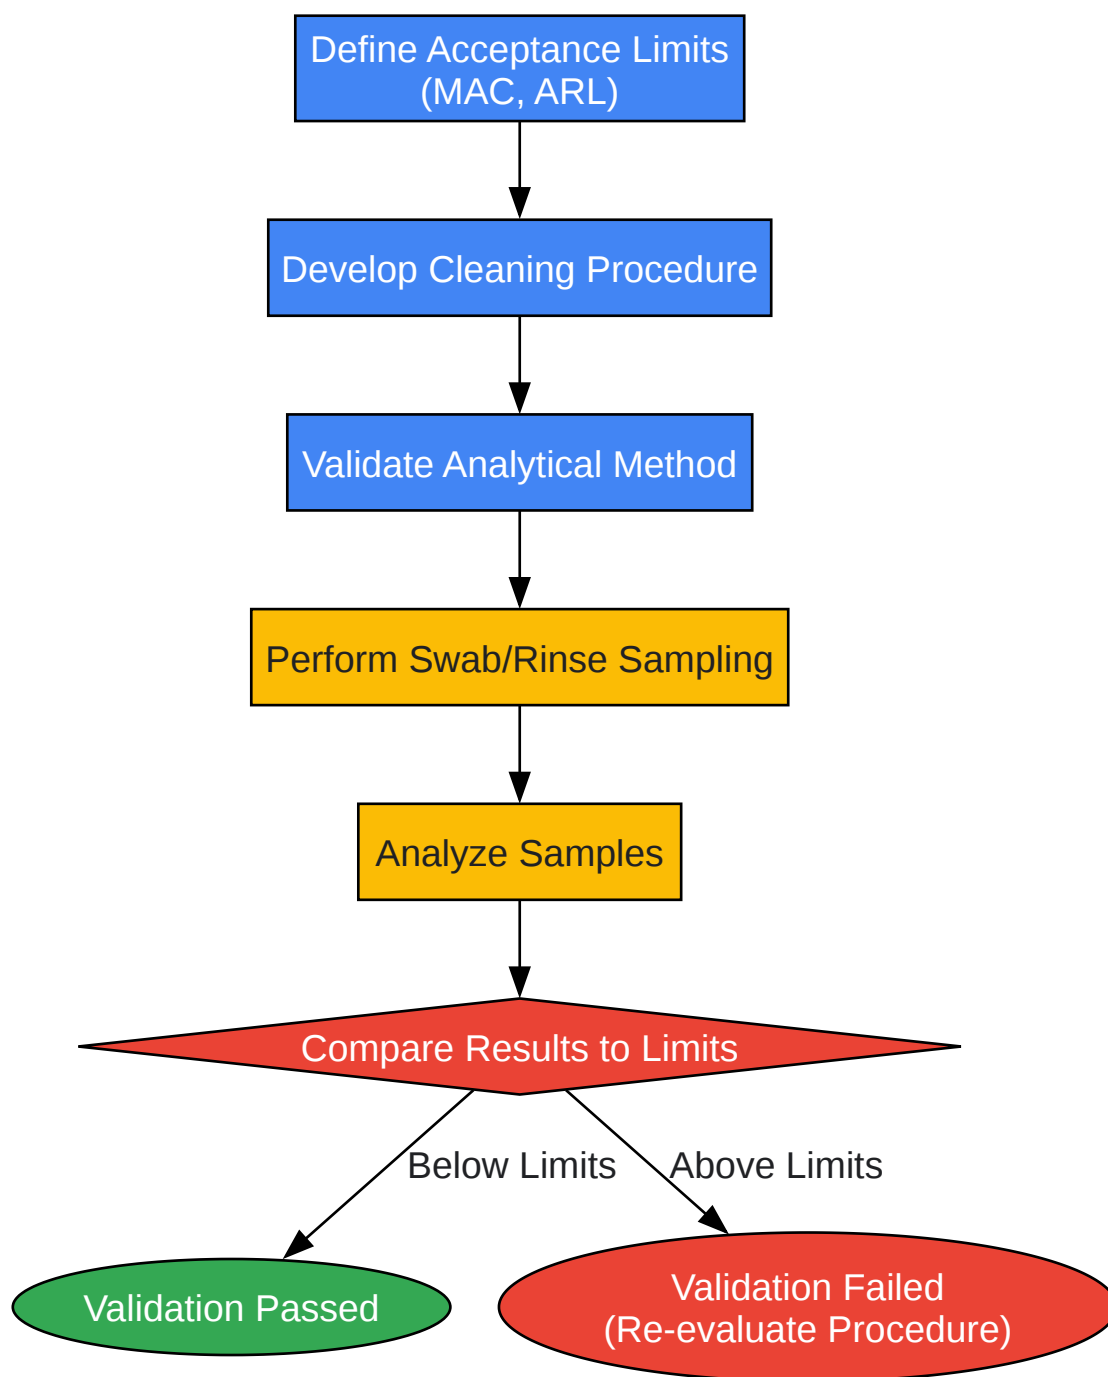 Define Acceptance Limits
(MAC, ARL)
Develop Cleaning Procedure
Validate Analytical Method
Perform Swab/Rinse Sampling
Analyze Samples
Compare Results to Limits
Below Limits
Above Limits
Validation Passed
Validation Failed
(Re-evaluate Procedure)